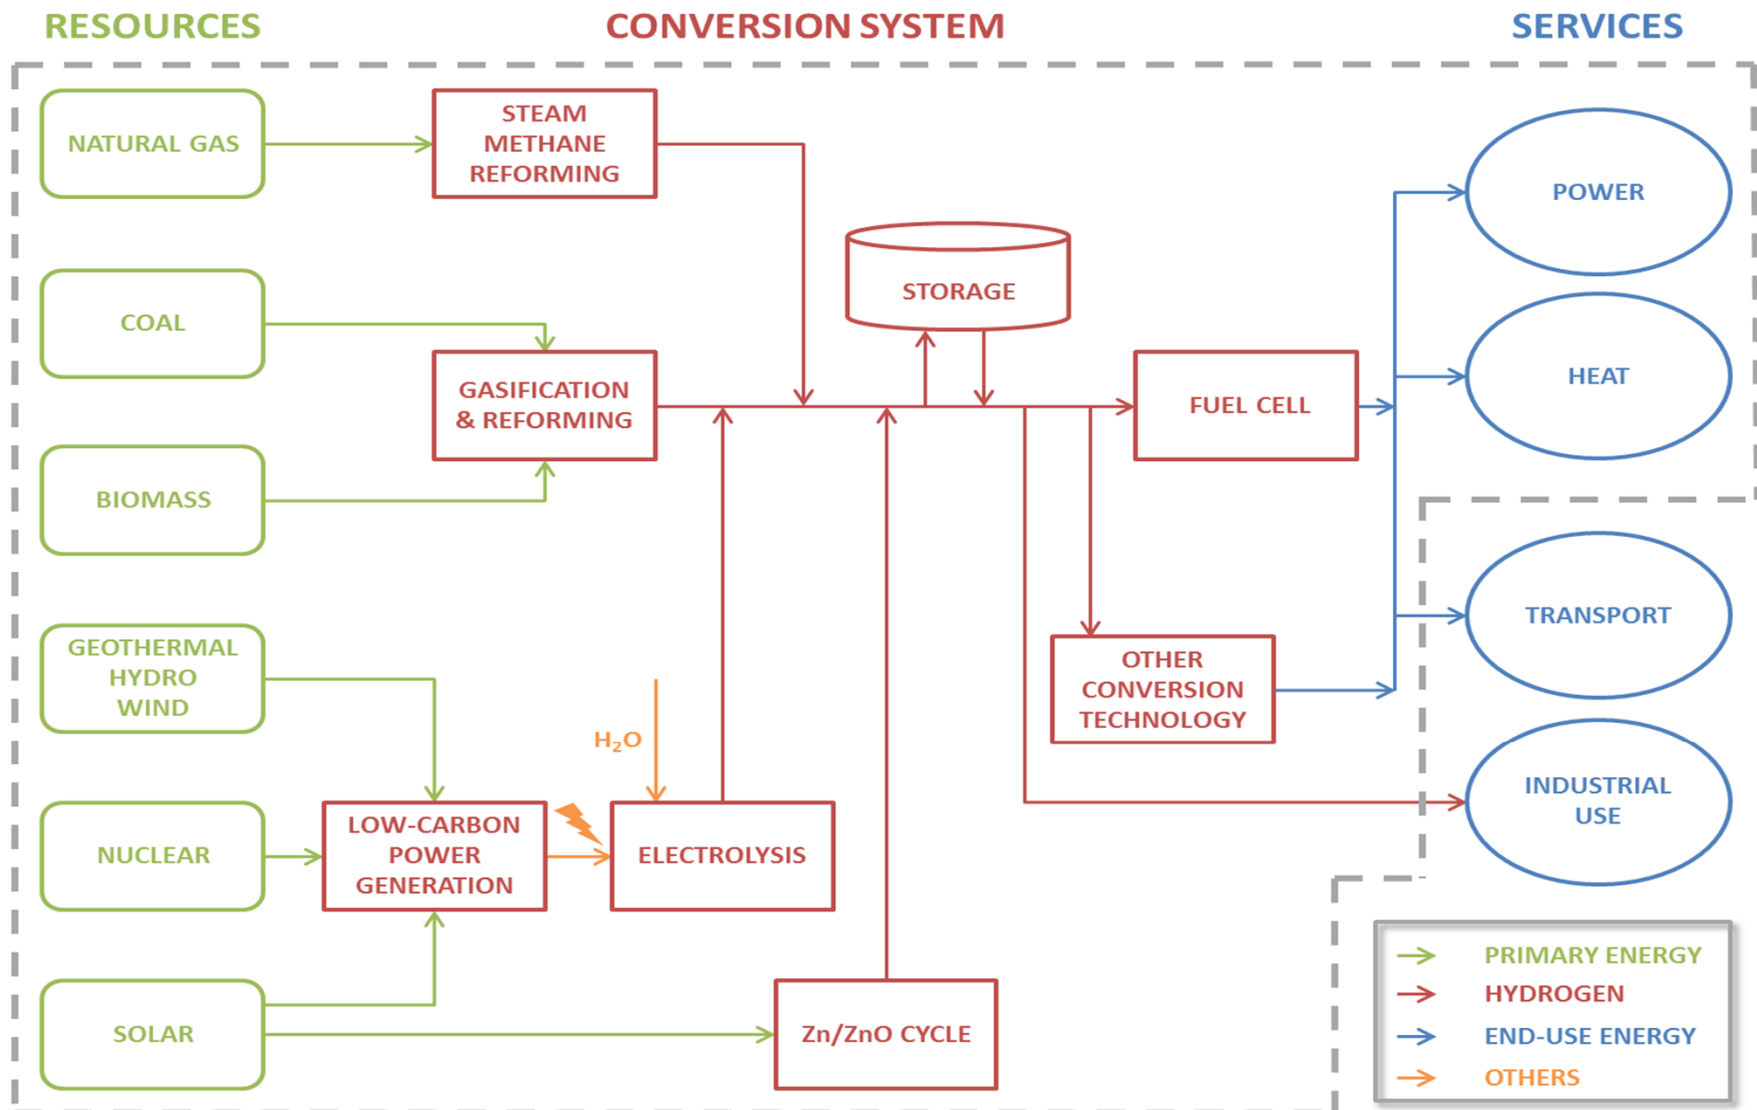 RESOURCES
CONVERSION SYSTEM
SERVICES
NATURAL GAS
STEAM
METHANE
REFORMING
POWER
STORAGE
COAL
HEAT
GASIFICATION
& REFORMING
FUEL CELL
BIOMASS
TRANSPORT
GEOTHERMAL
HYDRO
WIND
OTHER
CONVERSION
TECHNOLOGY
H₂O
INDUSTRIAL
USE
NUCLEAR
LOW-CARBON
POWER
GENERATION
ELECTROLYSIS
SOLAR
Zn/ZnO CYCLE
PRIMARY ENERGY
HYDROGEN
END-USE ENERGY
OTHERS